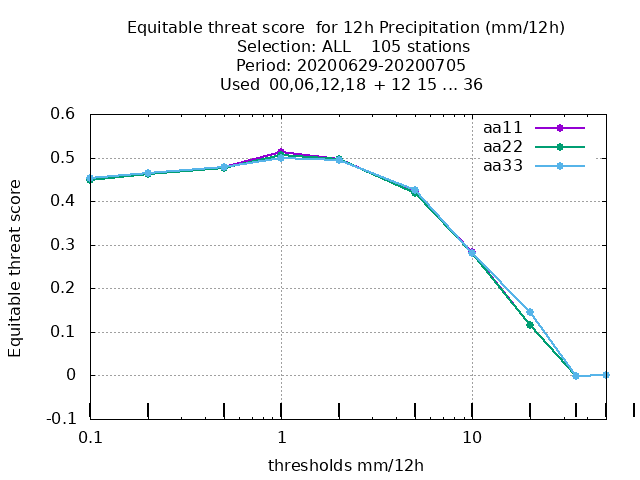 Equitable threat score  for 12h Precipitation (mm/12h)
Selection: ALL    105 stations
Period: 20200629-20200705
Used  00,06,12,18  + 12 15 ... 36
aa11
aa22
aa33
Equitable threat score
0.6
0.5
0.4
0.3
0.2
0.1
0
-0.1
0.1
1
10
thresholds mm/12h